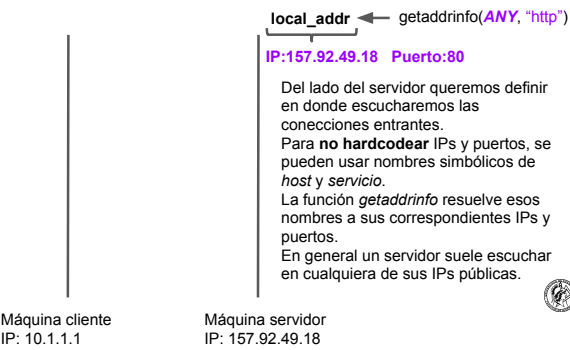 local_addr getaddrinfo(ANY, “http”)
IP:157.92.49.18 Puerto:80
Del lado del servidor queremos definir
en donde escucharemos las
conecciones entrantes.
Para no hardcodear IPs y puertos, se
pueden usar nombres simbólicos de
host y servicio.
La función getaddrinfo resuelve esos
nombres a sus correspondientes IPs y
puertos.
En general un servidor suele escuchar
en cualquiera de sus IPs públicas.
Máquina cliente
IP: 10.1.1.1
Máquina servidor
IP: 157.92.49.18